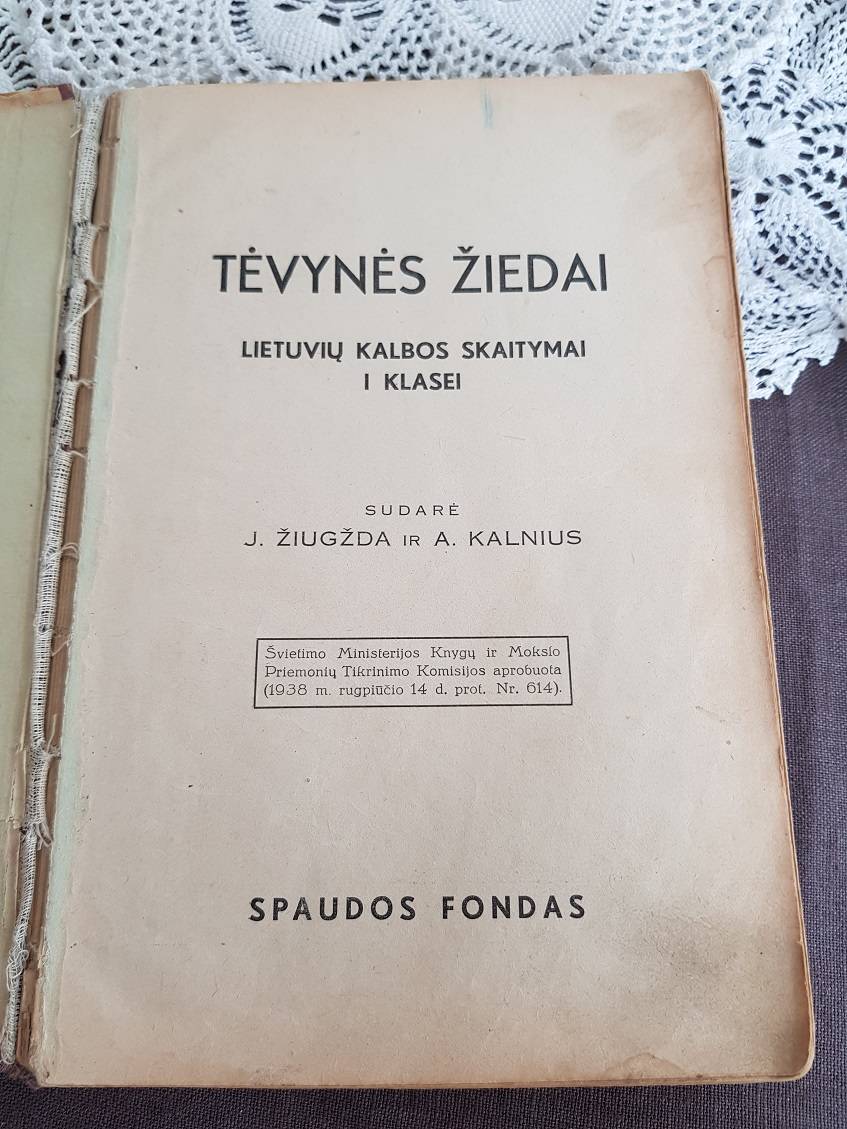 TĖVYNĖS ŽIEDAI
LIETUVIŲ KALBOS SKAITYMAI
I KLASEI
SUDARĖ
J. ŽIUGŽDA IR A. KALNIUS
Švietimo Ministerijos Knygų ir Mokslo
Priemonių Tikrinimo Komisijos aprobuota
(1938 m. rugpiūčio 14 d. prot. Nr. 614).
SPAUDOS FONDAS